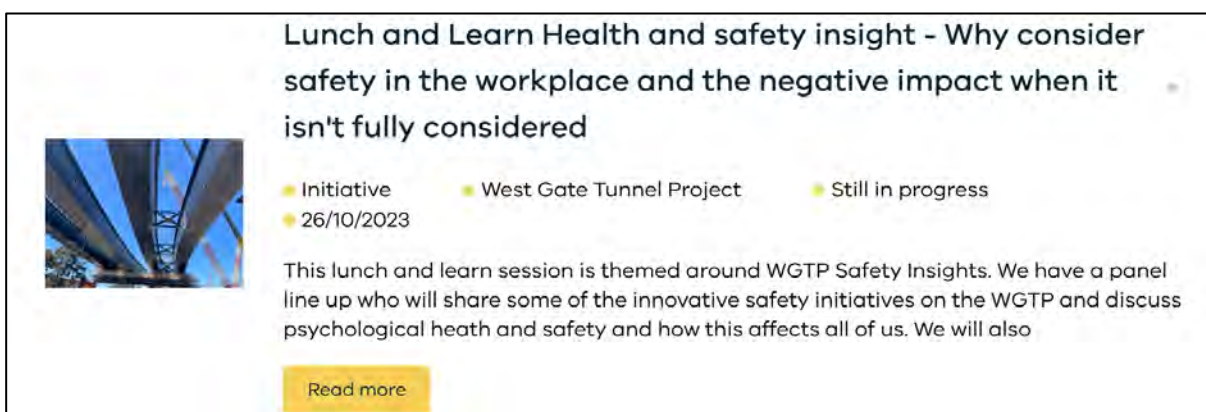 Lunch and Learn Health and safety insight - Why consider
safety in the workplace and the negative impact when it
isn't fully considered
Initiative West Gate Tunnel Project Still in progress
26/10/2023
This lunch and learn session is themed around WGTP Safety Insights. We have a panel
line up who will share some of the innovative safety initiatives on the WGTP and discuss
psychological heath and safety and how this affects all of us. We will also
Read more